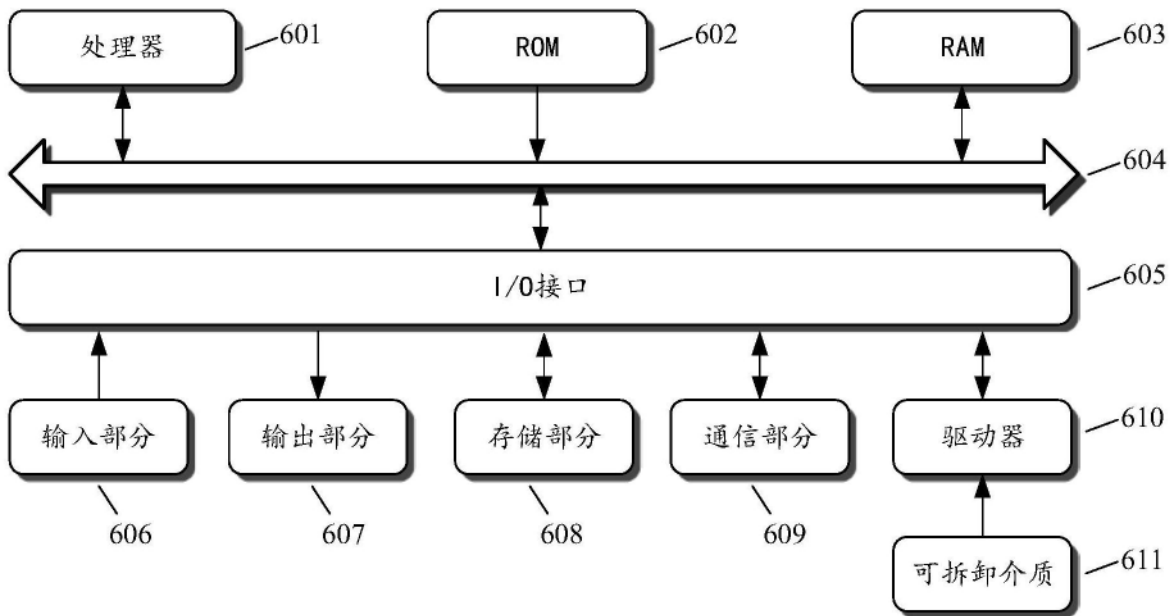 处理器
601
ROM
602
RAM
603
604
I/O接口
605
输入部分
输出部分
存储部分
通信部分
驱动器
610
606
607
608
609
可拆卸介质
611